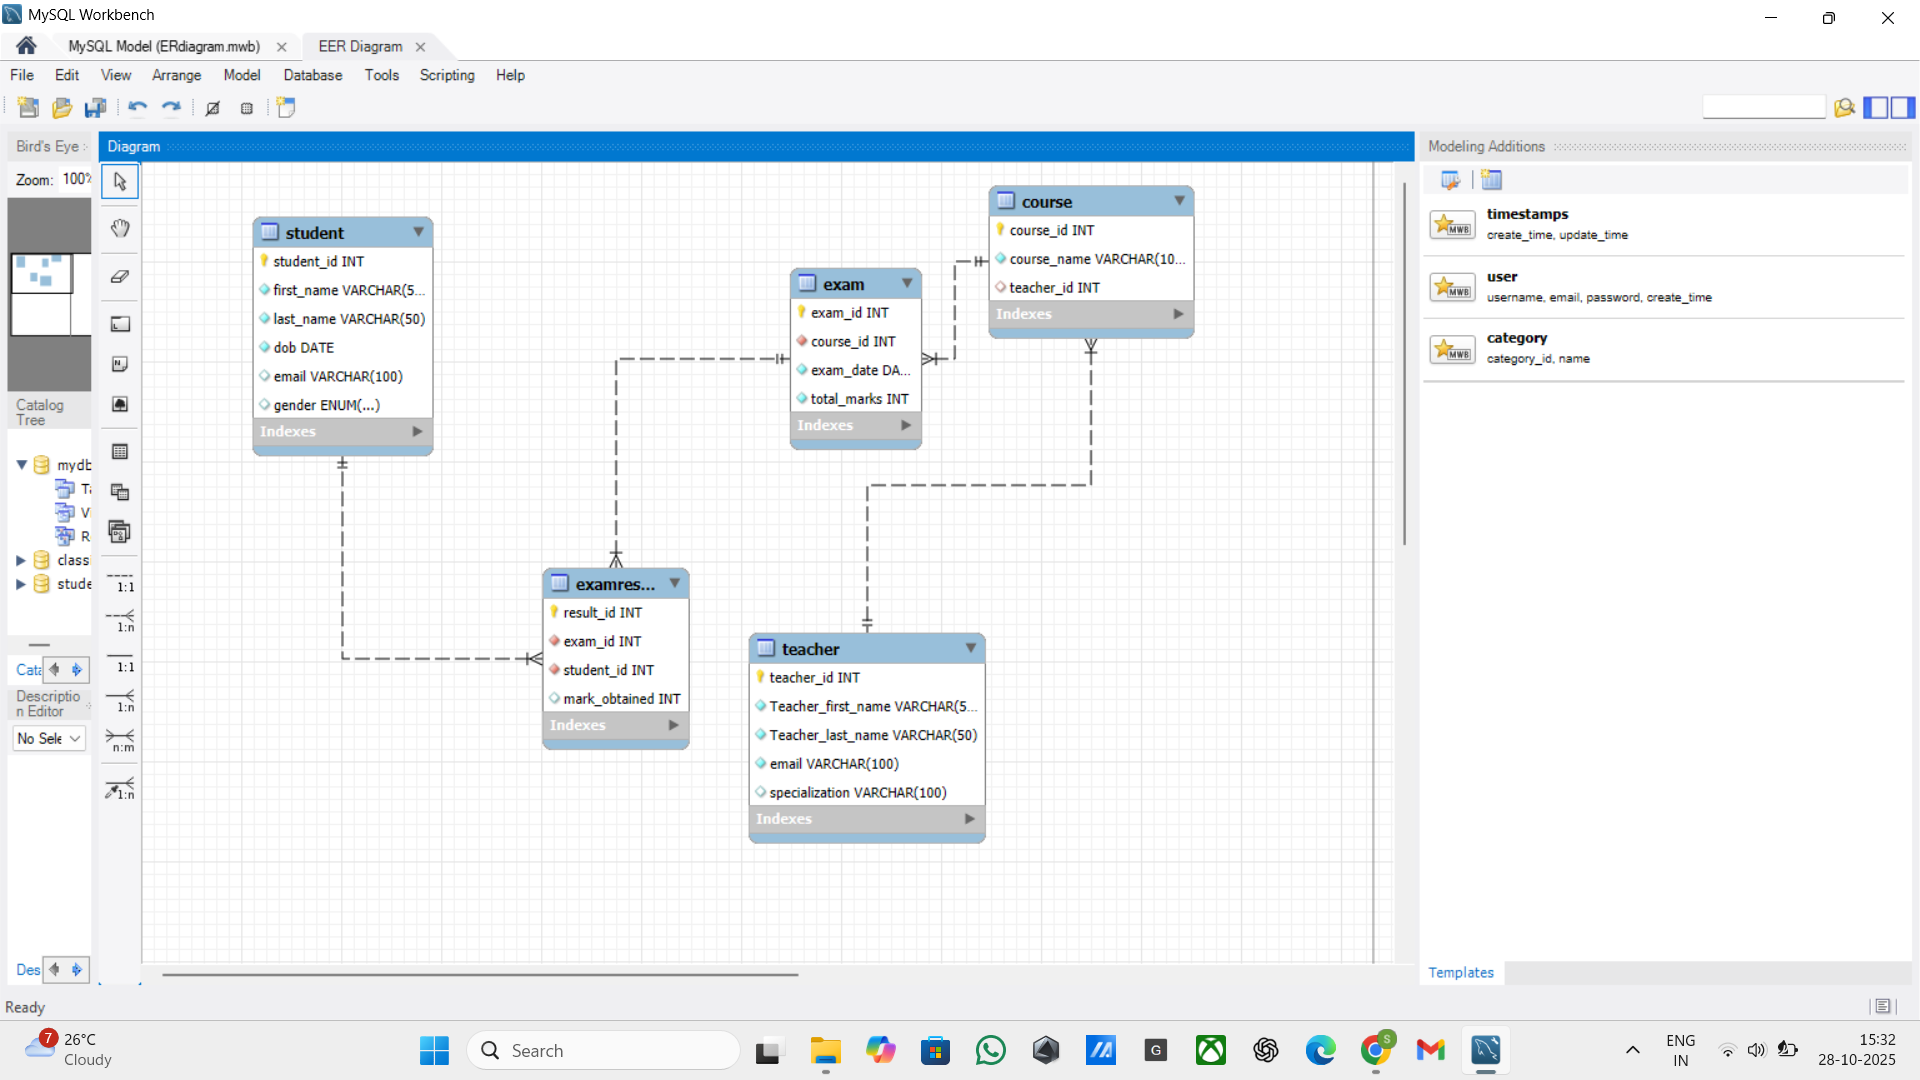 MySQL Workbench
MySQL Model (ERdiagram.mwb)
EER Diagram
File Edit View Arrange Model Database Tools Scripting Help
Bird's Eye
Zoom: 100%
Catalog
Tree
mydb
classi
stude
Cata
Descriptio
n Editor
No Sele
Des
Diagram
1:1
1:n
1:1
1:n
n:m
1:n
student
student_id INT
first_name VARCHAR(5...
last_name VARCHAR(50)
dob DATE
email VARCHAR(100)
gender ENUM(...)
Indexes
exam
exam_id INT
course_id INT
exam_date DA...
total_marks INT
Indexes
course
course_id INT
course_name VARCHAR(10...
teacher_id INT
Indexes
examres...
result_id INT
exam_id INT
student_id INT
mark_obtained INT
Indexes
teacher
teacher_id INT
Teacher_first_name VARCHAR(5...
Teacher_last_name VARCHAR(50)
email VARCHAR(100)
specialization VARCHAR(100)
Indexes
Modeling Additions
MWB
timestamps
create_time, update_time
MWB
user
username, email, password, create_time
MWB
category
category_id, name
Templates
Ready
7
26°C
Cloudy
Search
G
S
ENG
IN
15:32
28-10-2025